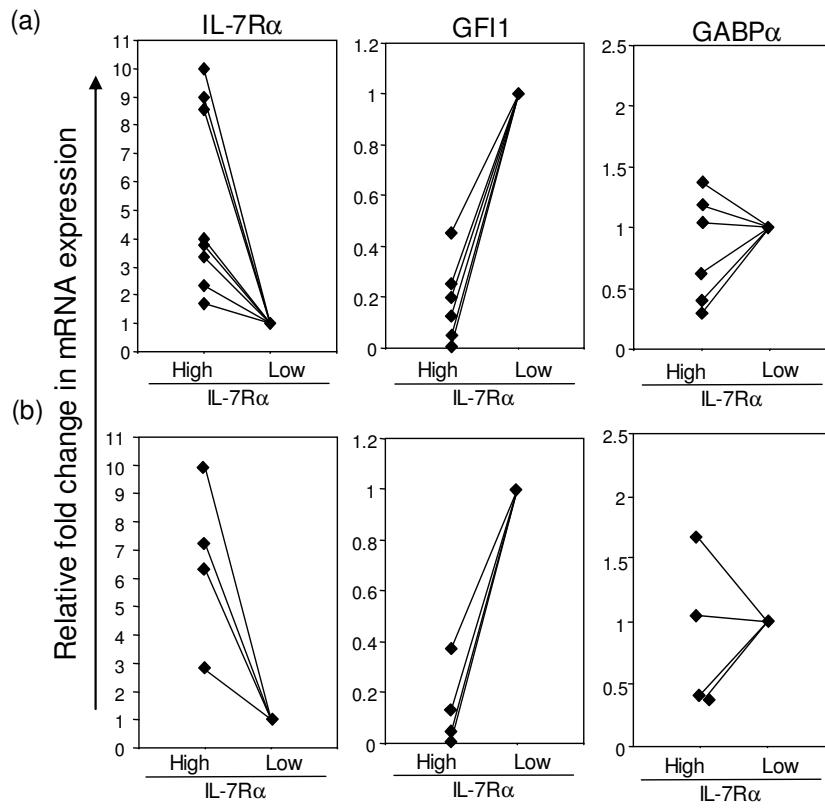 (a)
IL-7Rα
GFI1
GABPα
Relative fold change in mRNA expression
11
10
9
8
7
6
5
4
3
2
1
0
High Low
IL-7Rα
1.2
1
0.8
0.6
0.4
0.2
0
High Low
IL-7Rα
2.5
2
1.5
1
0.5
0
High Low
IL-7Rα
(b)
11
10
9
8
7
6
5
4
3
2
1
0
High Low
IL-7Rα
1.2
1
0.8
0.6
0.4
0.2
0
High Low
IL-7Rα
2.5
2
1.5
1
0.5
0
High Low
IL-7Rα